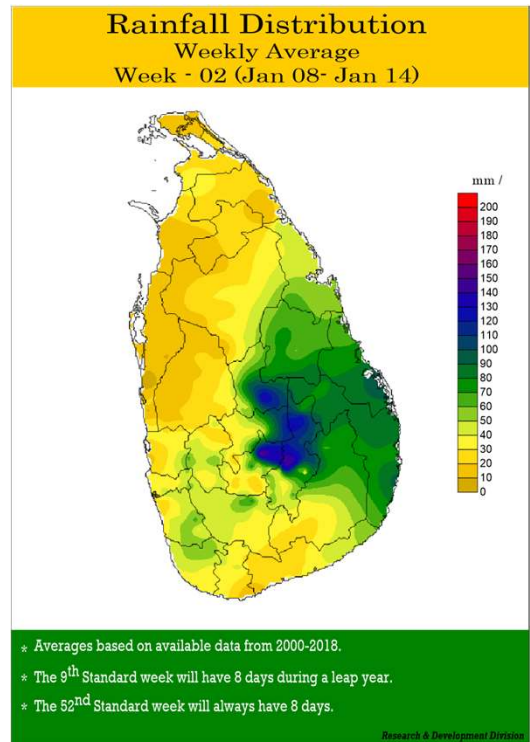 Rainfall Distribution
Weekly Average
Week - 02 (Jan 08- Jan 14)
mm /
200
190
180
170
160
150
140
130
120
110
100
90
80
70
60
50
40
30
20
10
0
* Averages based on available data from 2000-2018.
* The 9th Standard week will have 8 days during a leap year.
* The 52nd Standard week will always have 8 days.
Research & Development Division